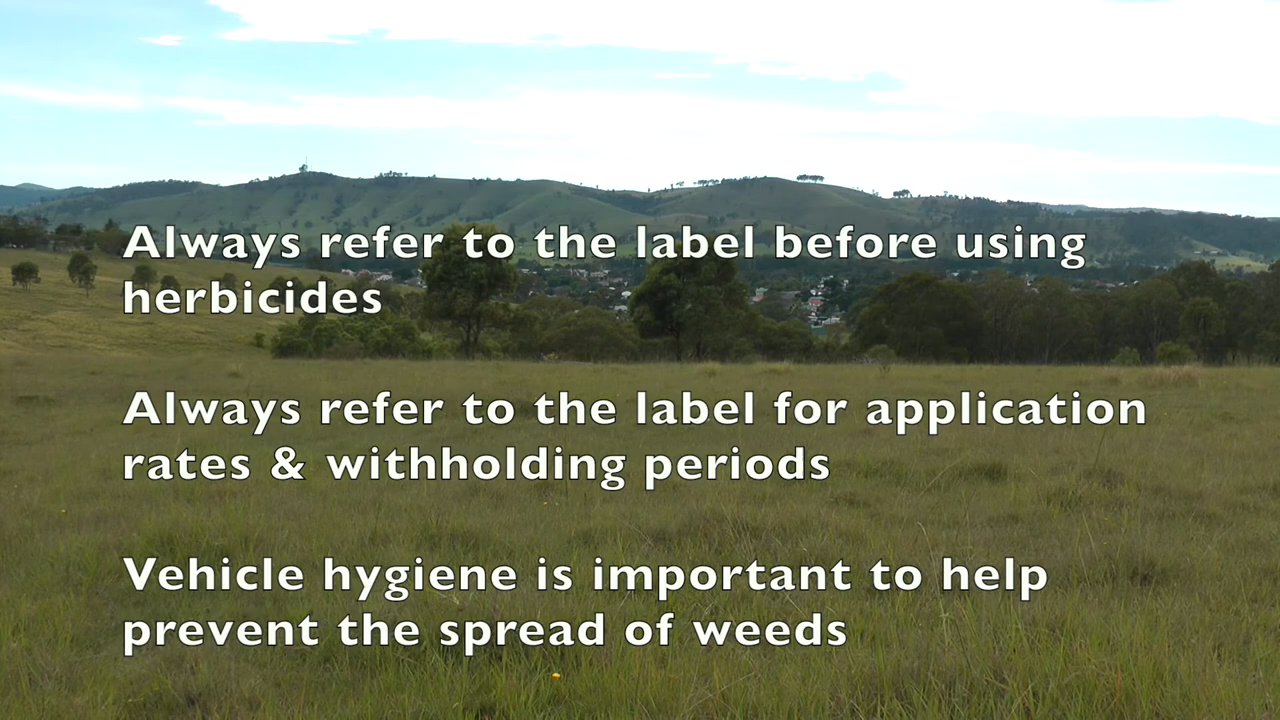 Always refer to the label before using
herbicides
Always refer to the label for application
rates & withholding periods
Vehicle hygiene is important to help
prevent the spread of weeds